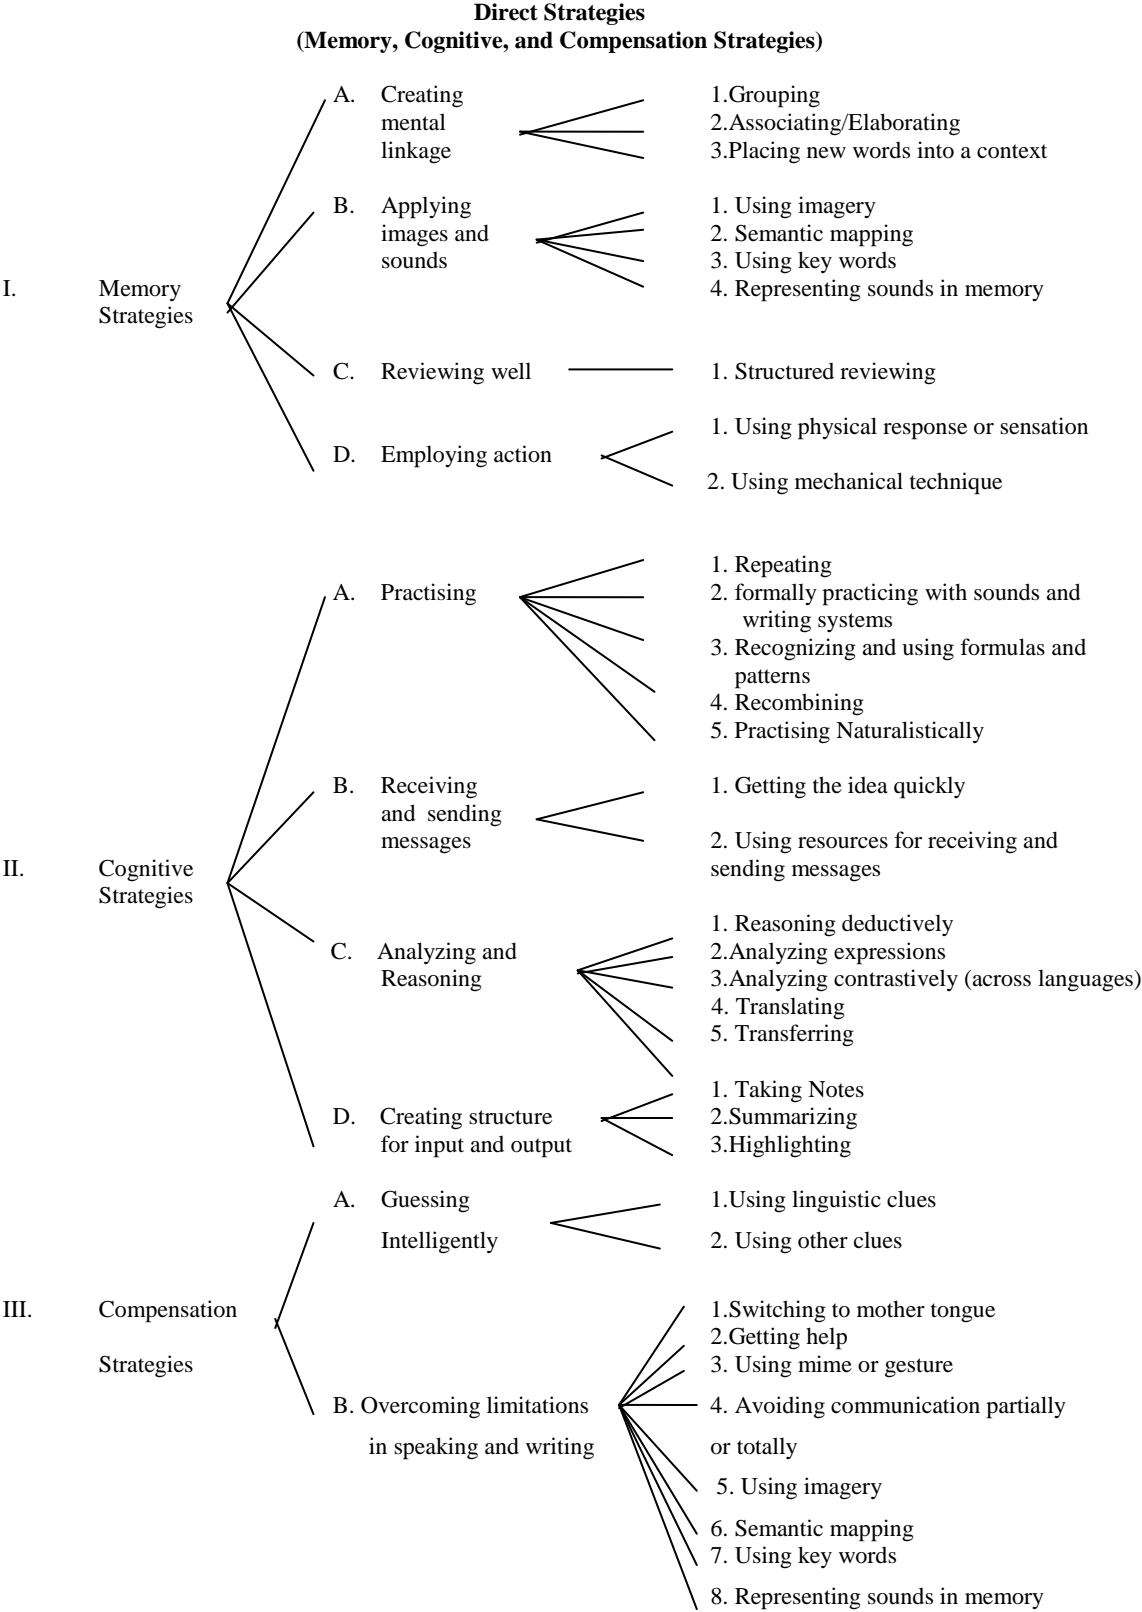 Direct Strategies
(Memory, Cognitive, and Compensation Strategies)
A. Creating 1.Grouping
mental 2.Associating/Elaborating
linkage 3.Placing new words into a context
B. Applying 1. Using imagery
images and 2. Semantic mapping
sounds 3. Using key words
I. Memory 4. Representing sounds in memory
Strategies
C. Reviewing well 1. Structured reviewing
1. Using physical response or sensation
D. Employing action
2. Using mechanical technique
1. Repeating
A. Practising 2. formally practicing with sounds and
writing systems
3. Recognizing and using formulas and
patterns
4. Recombining
5. Practising Naturalistically
B. Receiving 1. Getting the idea quickly
and sending
messages 2. Using resources for receiving and
II. Cognitive sending messages
Strategies
1. Reasoning deductively
C. Analyzing and 2.Analyzing expressions
Reasoning 3.Analyzing contrastively (across languages)
4. Translating
5. Transferring
1. Taking Notes
D. Creating structure 2.Summarizing
for input and output 3.Highlighting
A. Guessing 1.Using linguistic clues
Intelligently 2. Using other clues
III. Compensation 1.Switching to mother tongue
2.Getting help
Strategies 3. Using mime or gesture
B. Overcoming limitations 4. Avoiding communication partially
in speaking and writing or totally
5. Using imagery
6. Semantic mapping
7. Using key words
8. Representing sounds in memory